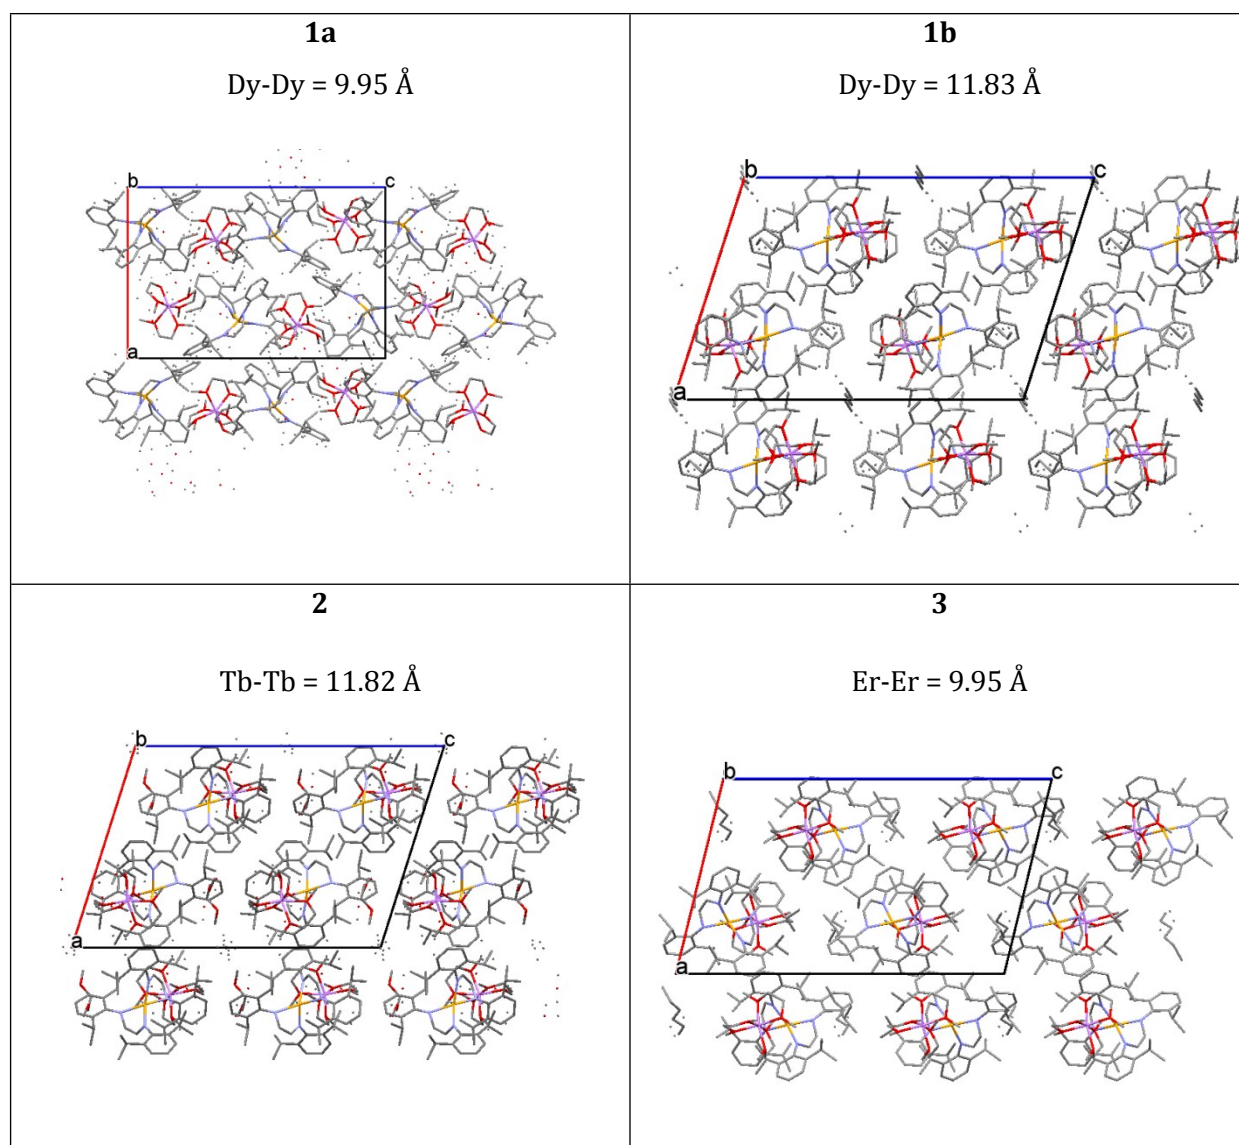 1a
Dy-Dy = 9.95 Å
b
c
a
1b
Dy-Dy = 11.83 Å
b
c
a
2
Tb-Tb = 11.82 Å
b
c
a
3
Er-Er = 9.95 Å
b
c
a